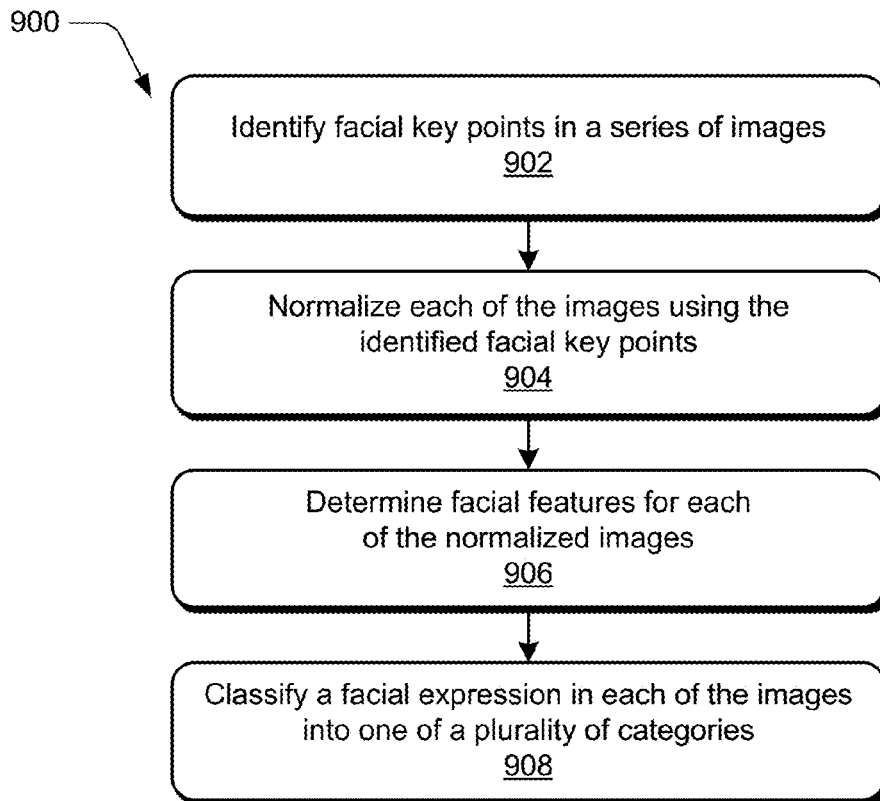 900
Identify facial key points in a series of images
902
Normalize each of the images using the
identified facial key points
904
Determine facial features for each
of the normalized images
906
Classify a facial expression in each of the images
into one of a plurality of categories
908